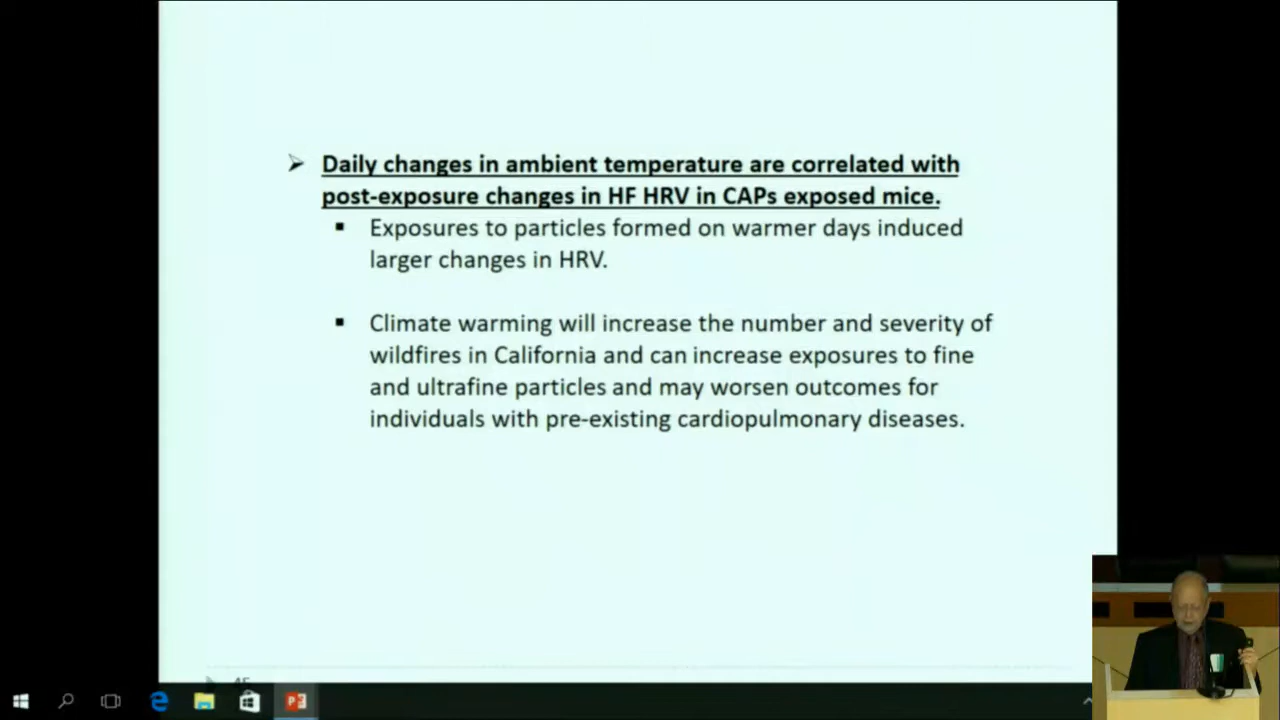 Daily changes in ambient temperature are correlated with
post-exposure changes in HF HRV in CAPs exposed mice.
Exposures to particles formed on warmer days induced
larger changes in HRV.
Climate warming will increase the number and severity of
wildfires in California and can increase exposures to fine
and ultrafine particles and may worsen outcomes for
individuals with pre-existing cardiopulmonary diseases.